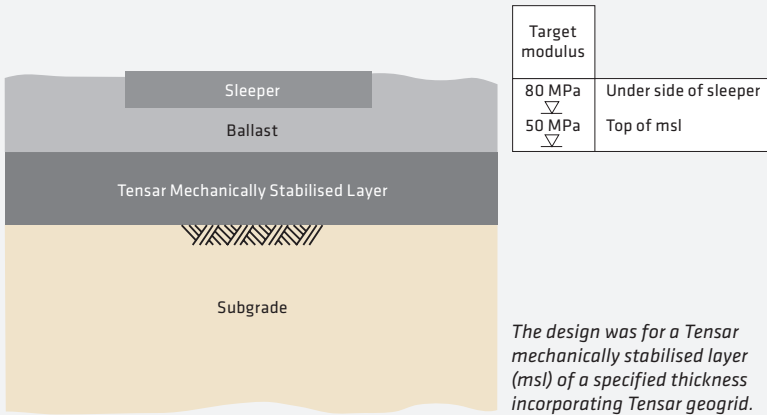 Target
modulus
80 MPa Under side of sleeper
50 MPa Top of msl
Sleeper
Ballast
Tensar Mechanically Stabilised Layer
Subgrade
The design was for a Tensar
mechanically stabilised layer
(msl) of a specified thickness
incorporating Tensar geogrid.